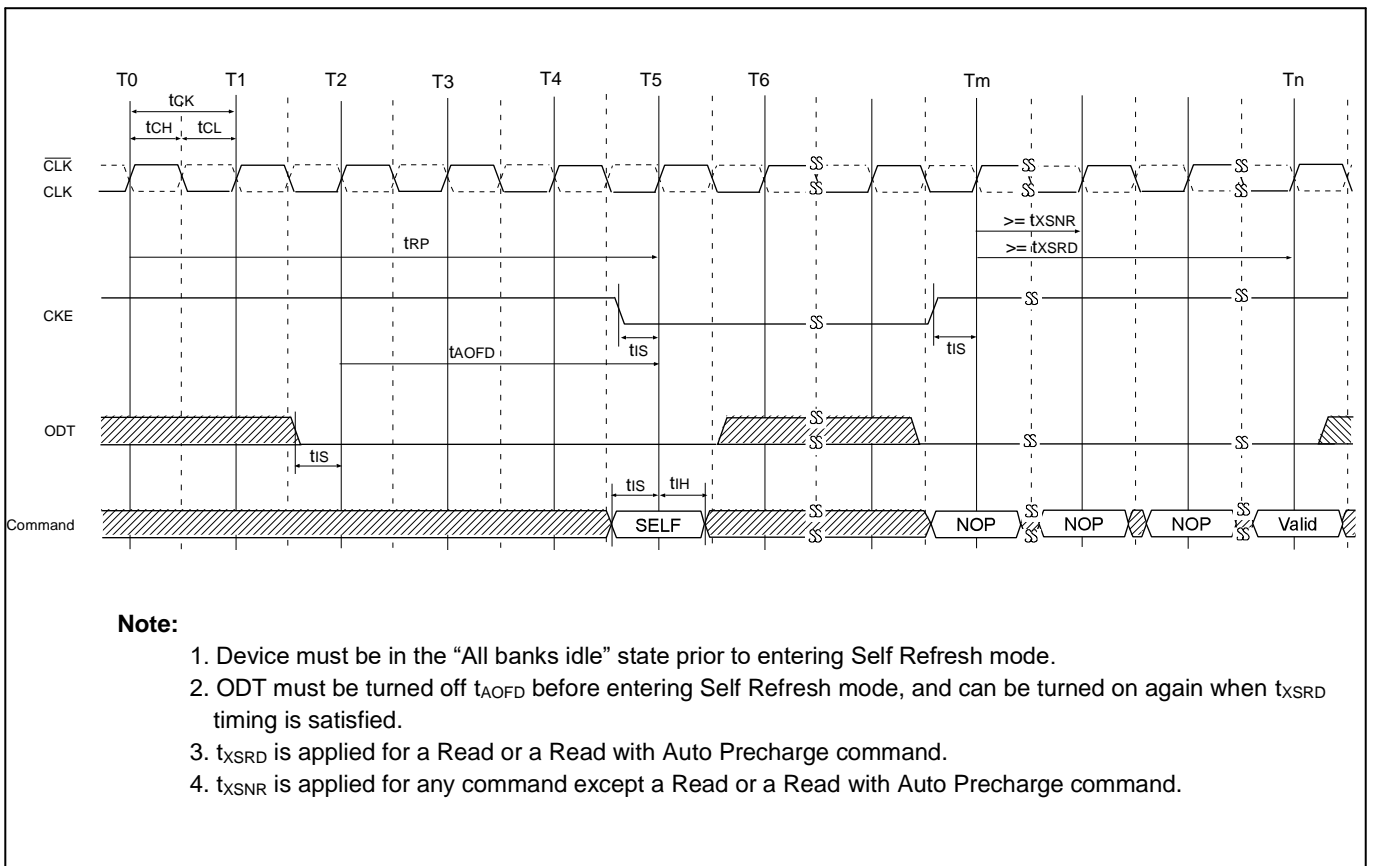 T0 T1 T2 T3 T4 T5 T6 Tm Tn
tCK
tCH tCL
CLK
CLK
>= tXSNR
tRP
>= tXSRD
CKE
tIS tIS
tAOFD
ODT
tIS
tIS tIH
Command SELF NOP NOP NOP Valid
Note:
1. Device must be in the “All banks idle” state prior to entering Self Refresh mode.
2. ODT must be turned off tAOFD before entering Self Refresh mode, and can be turned on again when tXSRD
timing is satisfied.
3. tXSRD is applied for a Read or a Read with Auto Precharge command.
4. tXSNR is applied for any command except a Read or a Read with Auto Precharge command.